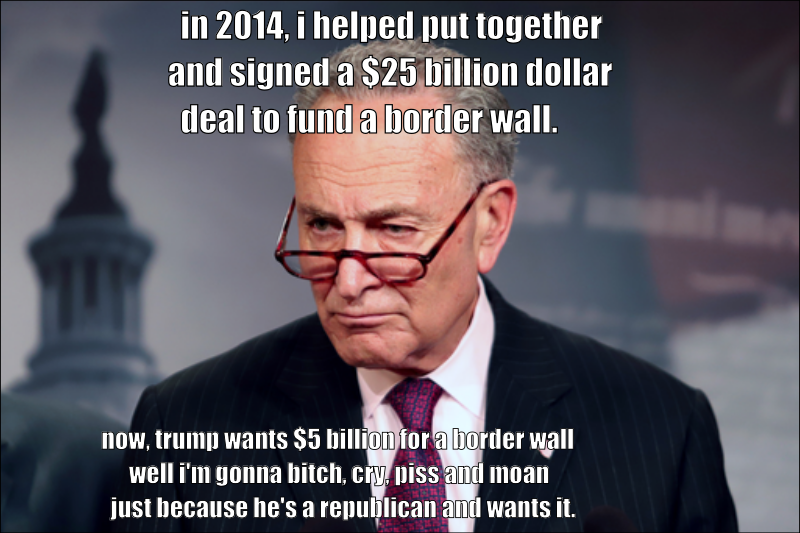 in 2014, i helped put together
and signed a $25 billion dollar
deal to fund a border wall.
now, trump wants $5 billion for a border wall
well i'm gonna bitch, cry, piss and moan
just because he's a republican and wants it.